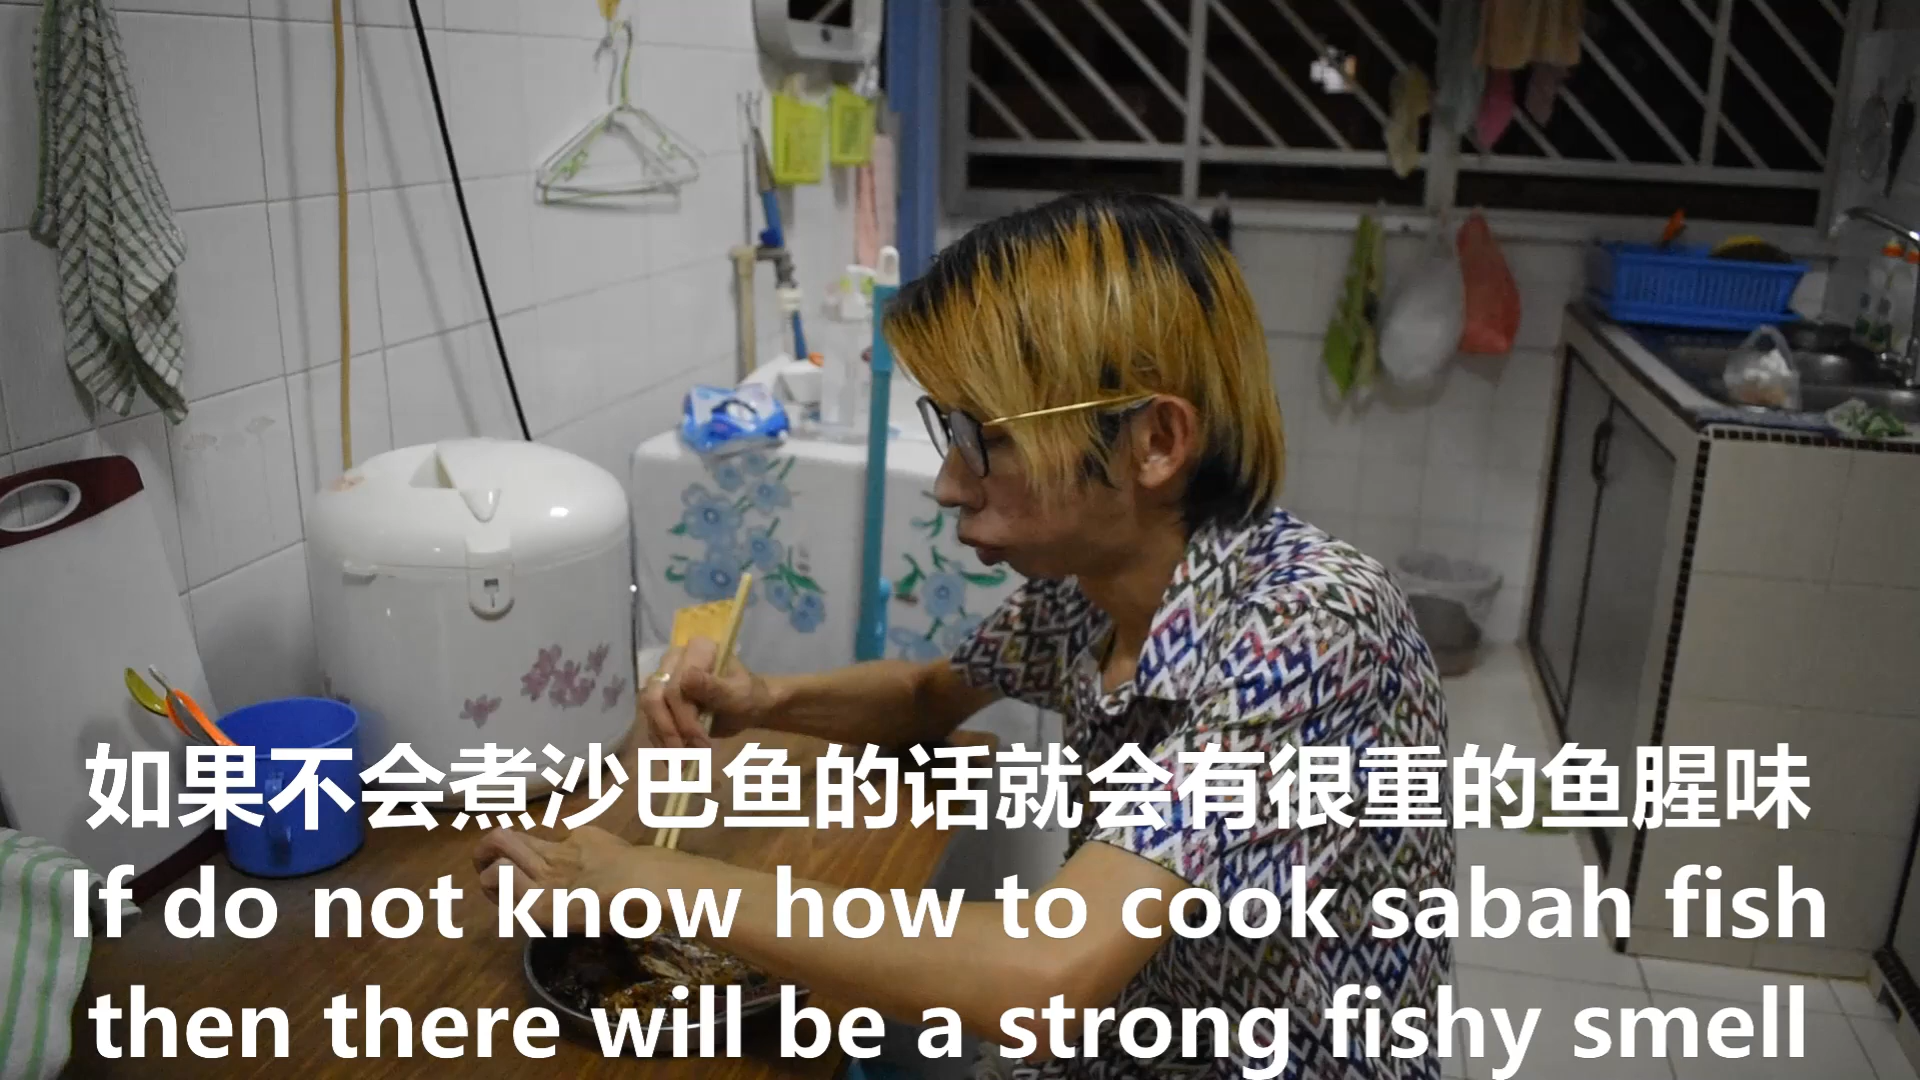 如果不会煮沙巴鱼的话就会有很重的鱼腥味
If do not know how to cook sabah fish
then there will be a strong fishy smell